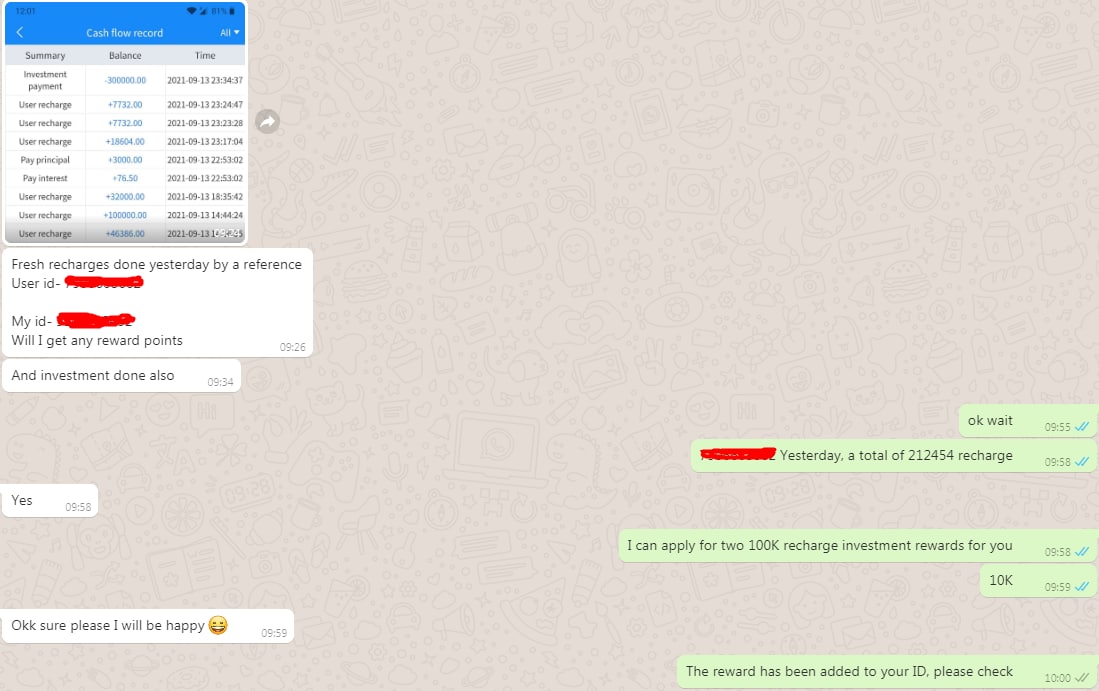 12:01 81%
Cash flow record All
Summary Balance Time
Investment payment -300000.00 2021-09-13 23:34:37
User recharge +7732.00 2021-09-13 23:24:47
User recharge +7732.00 2021-09-13 23:23:28
User recharge +18604.00 2021-09-13 23:17:04
Pay principal +3000.00 2021-09-13 22:53:02
Pay interest +76.50 2021-09-13 22:53:02
User recharge +32000.00 2021-09-13 18:35:42
User recharge +100000.00 2021-09-13 14:44:24
User recharge +46386.00 2021-09-13
Fresh recharges done yesterday by a reference
User id-
My id-
Will I get any reward points
09:26
And investment done also 09:34
ok wait 09:55
Yesterday, a total of 212454 recharge 09:58
Yes 09:58
I can apply for two 100K recharge investment rewards for you 09:58
10K 09:59
Okk sure please I will be happy 😄 09:59
The reward has been added to your ID, please check 10:00